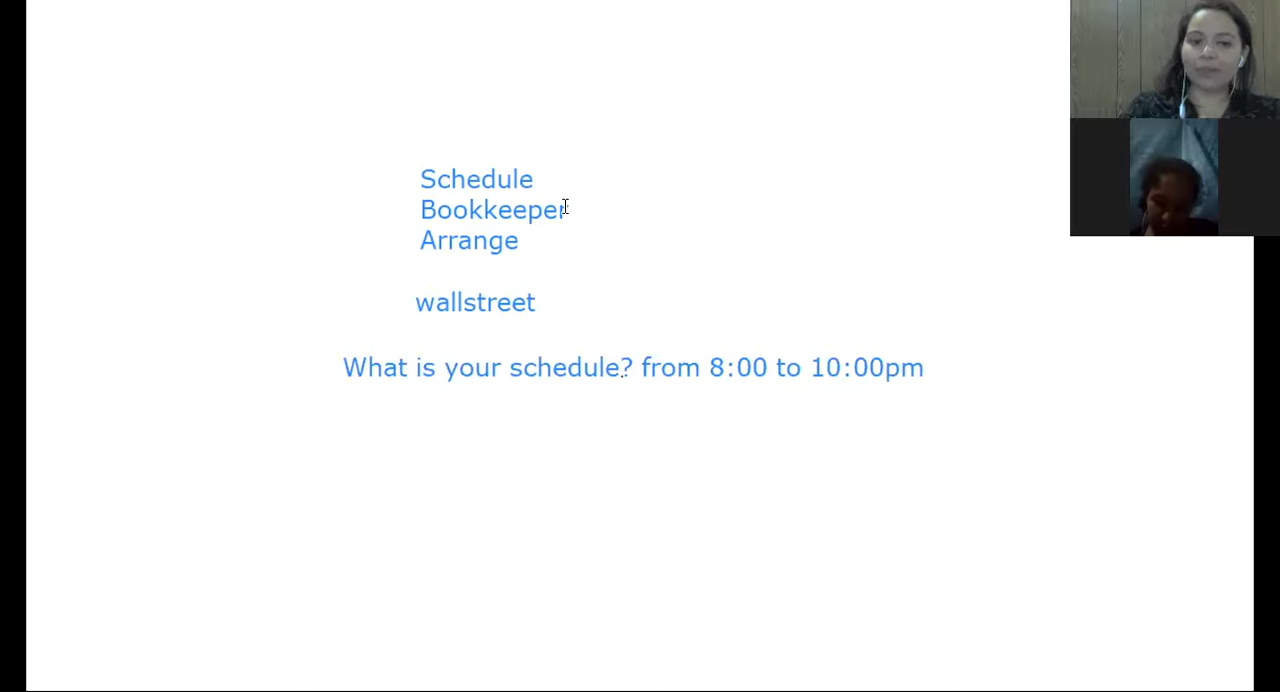 Schedule
Bookkeeper
Arrange
wallstreet
What is your schedule? from 8:00 to 10:00pm